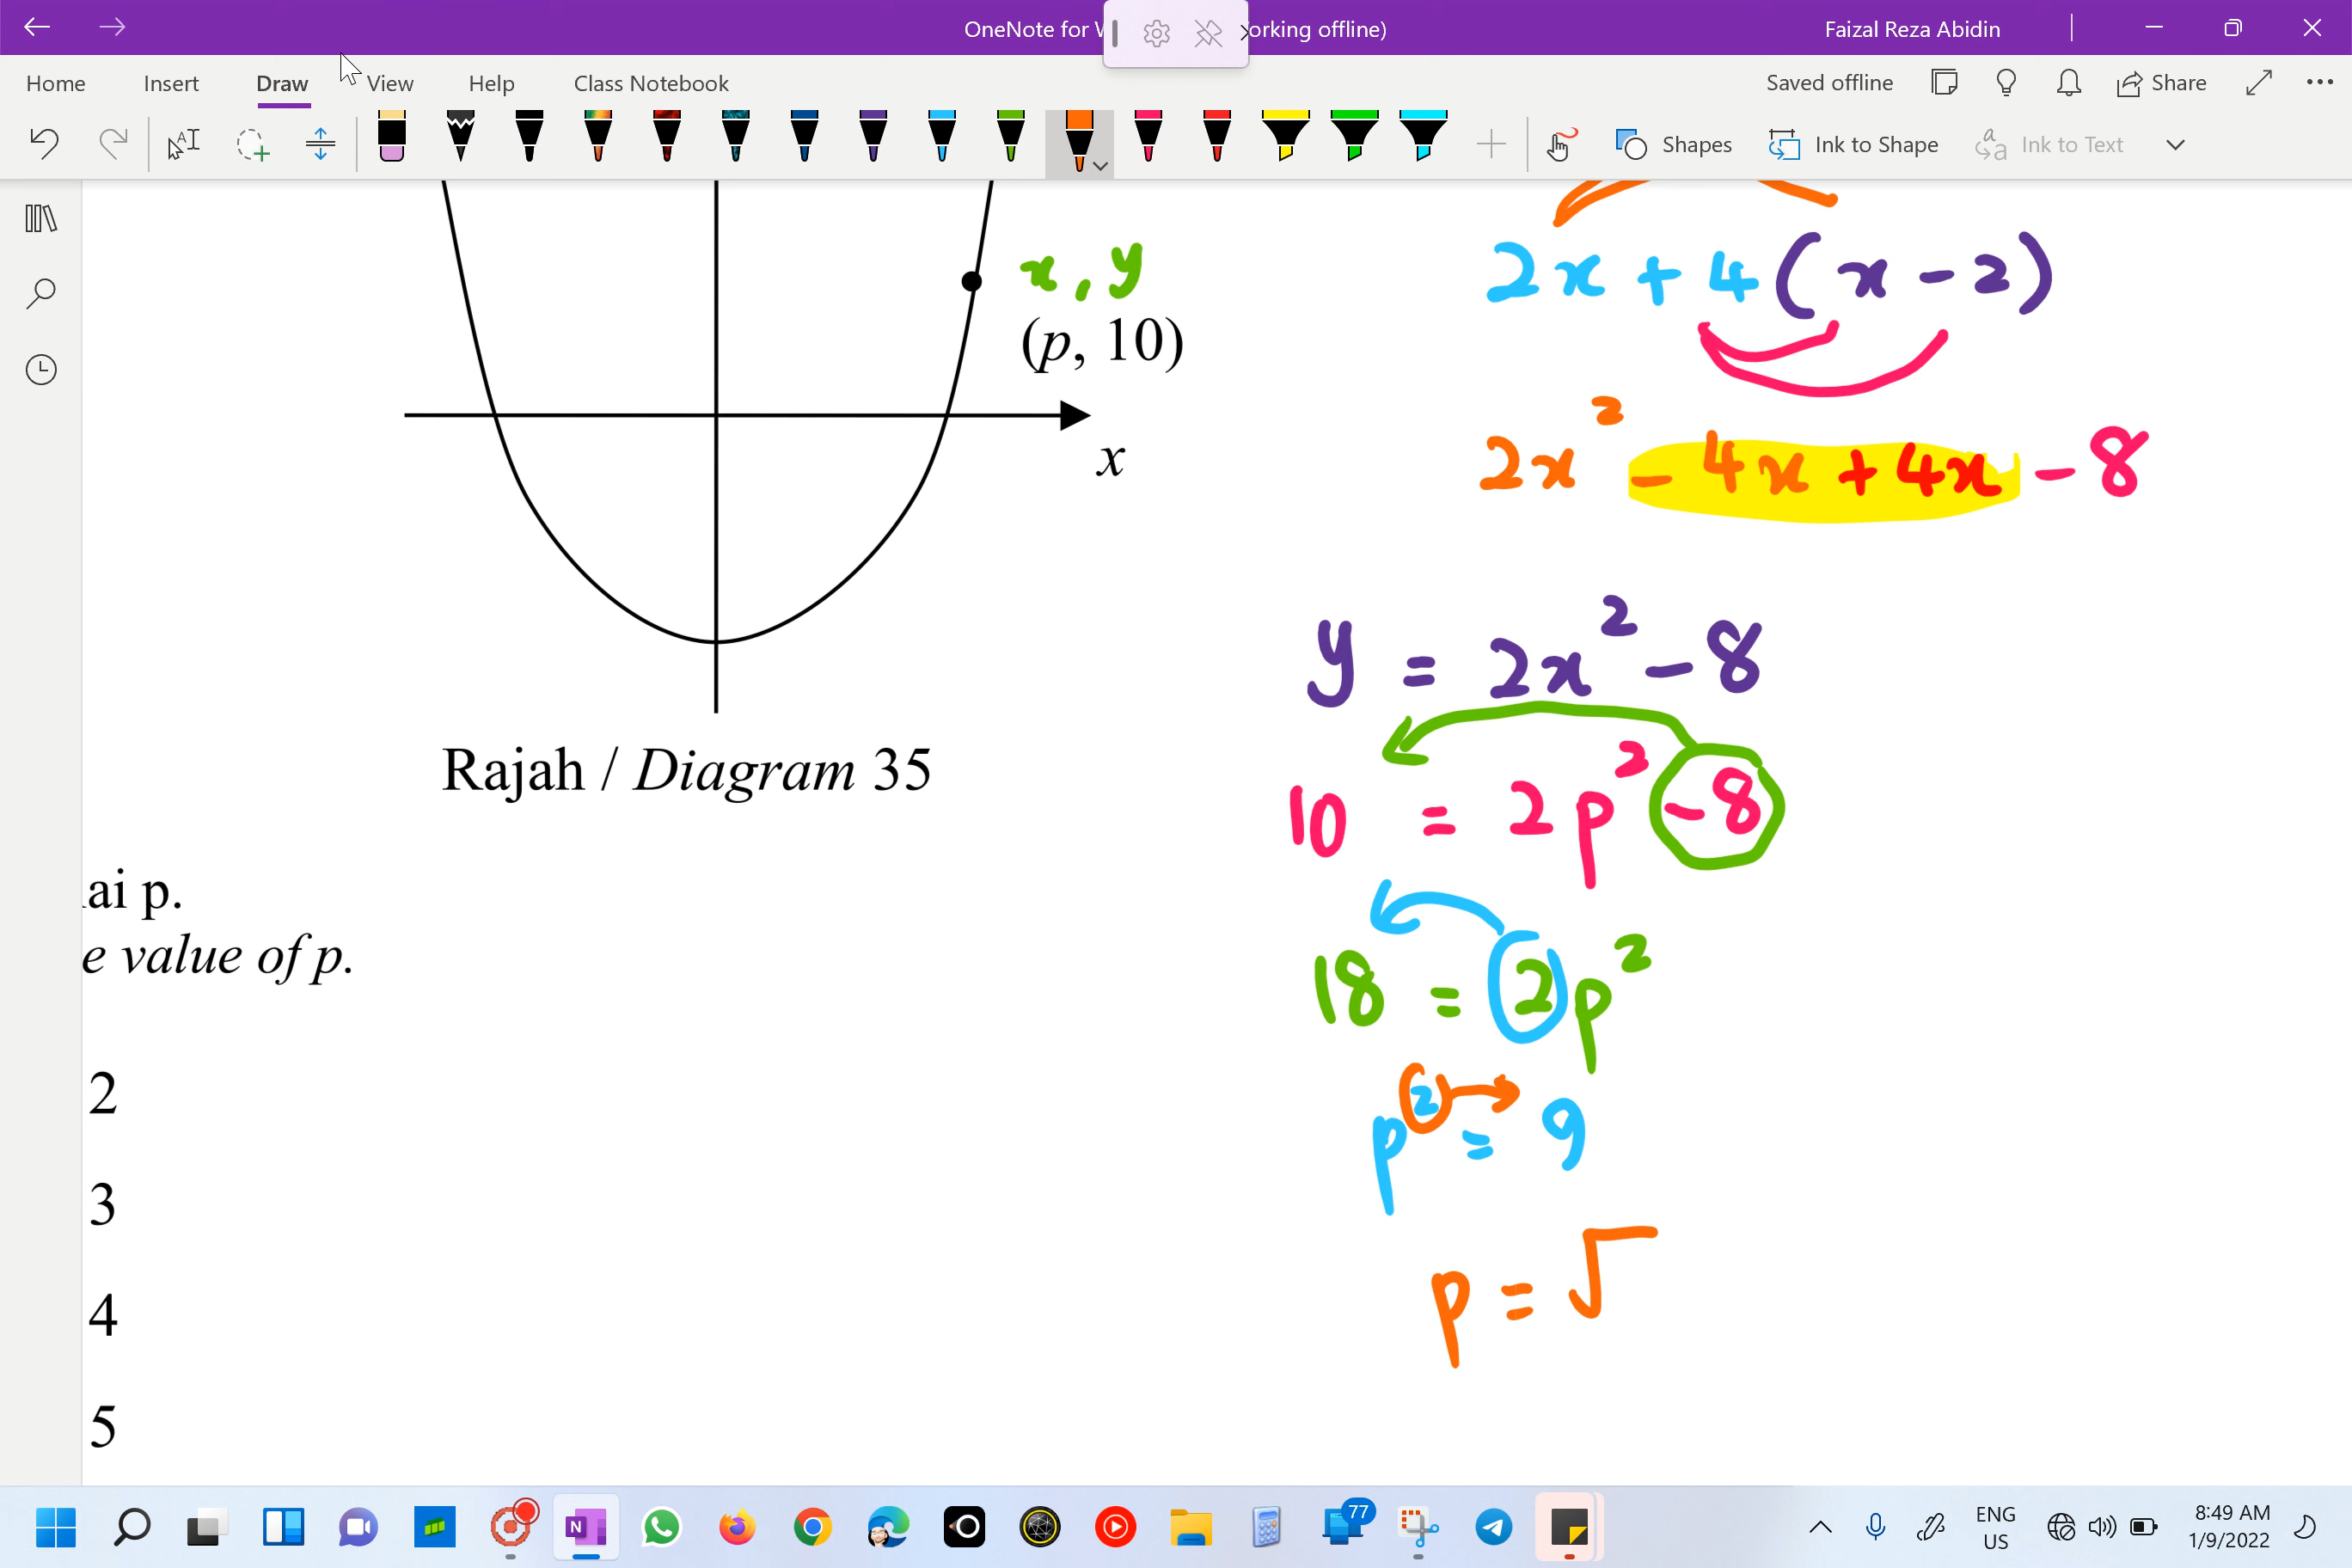 OneNote for W
orking offline)
Faizal Reza Abidin
Home Insert Draw View Help Class Notebook
Saved offline
Share
Shapes
Ink to Shape
Ink to Text
x, y
(p, 10)
x
Rajah / Diagram 35
ai p.
e value of p.
2
3
4
5
2x + 4(x - 2)
2x² - 4x + 4x - 8
y = 2x² - 8
10 = 2p² - 8
18 = 2p²
p² = 9
p = √
77
ENG
US
8:49 AM
1/9/2022